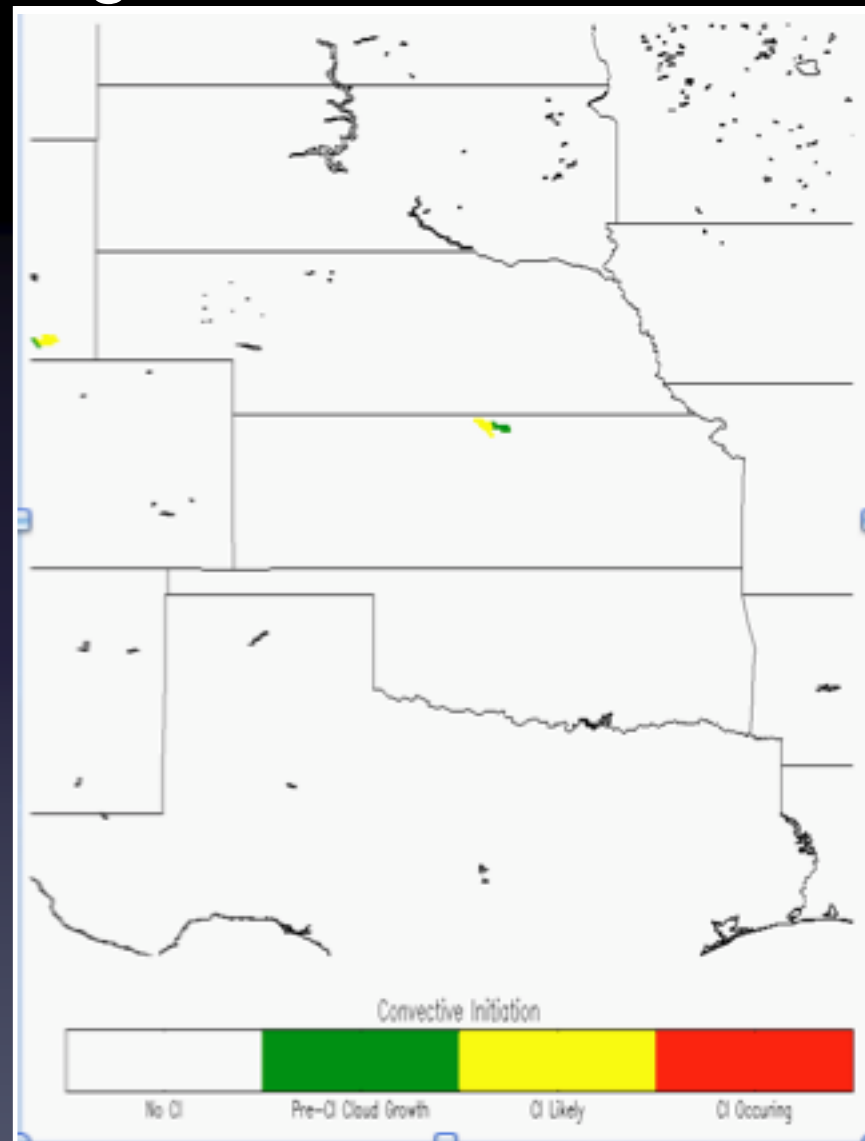 Convective Initiation
No CI
Pre-CI Cloud Growth
CI Likely
CI Occuring